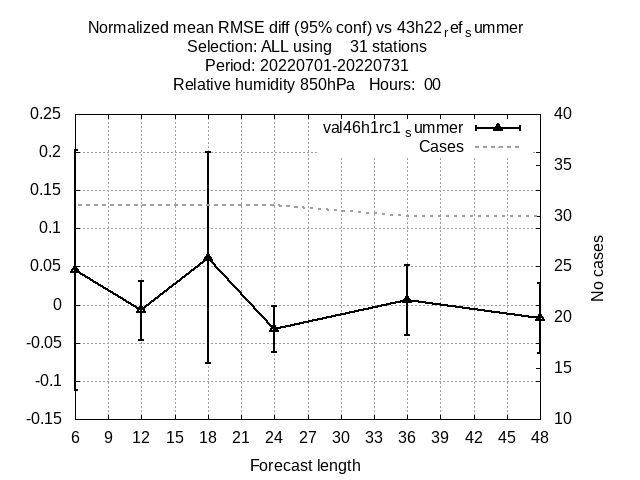 Normalized mean RMSE diff (95% conf) vs 43h22refsummer
Selection: ALL using 31 stations
Period: 20220701-20220731
Relative humidity 850hPa Hours: 00
val46h1rc1summer
Cases
0.25
0.2
0.15
0.1
0.05
0
-0.05
-0.1
-0.15
40
35
30
25
20
15
10
No cases
6 9 12 15 18 21 24 27 30 33 36 39 42 45 48
Forecast length